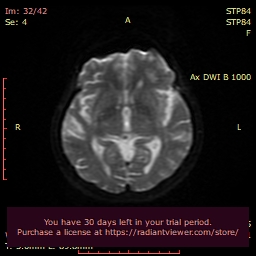 Im: 32/42
Se: 4
A
STP84
STP84
F
Ax DWI B 1000
R
L
You have 30 days left in your trial period.
Purchase a license at https://radiantviewer.com/store/